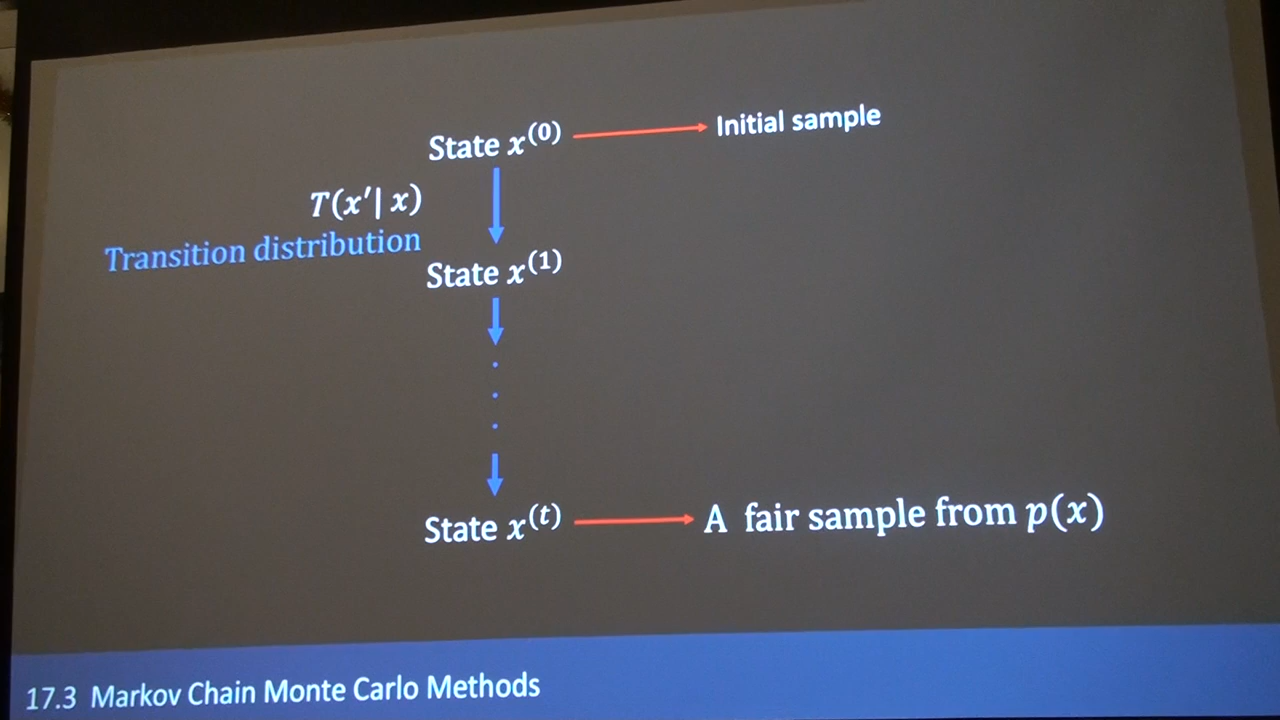 State x⁽⁰⁾
Initial sample
T(x′| x)
Transition distribution
State x⁽¹⁾
State x⁽ᵗ⁾
A fair sample from p(x)
17.3 Markov Chain Monte Carlo Methods